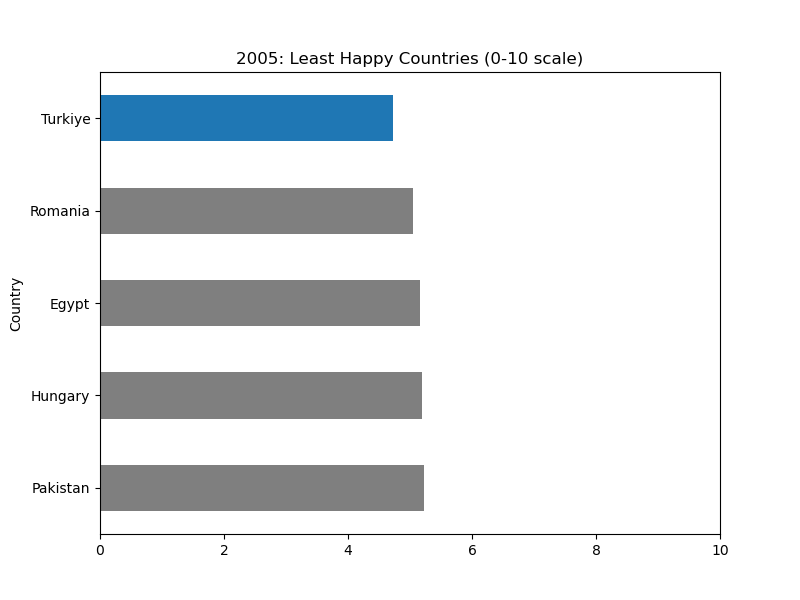 2005: Least Happy Countries (0-10 scale)
Turkiye
Romania
Egypt
Hungary
Pakistan
Country
0 2 4 6 8 10